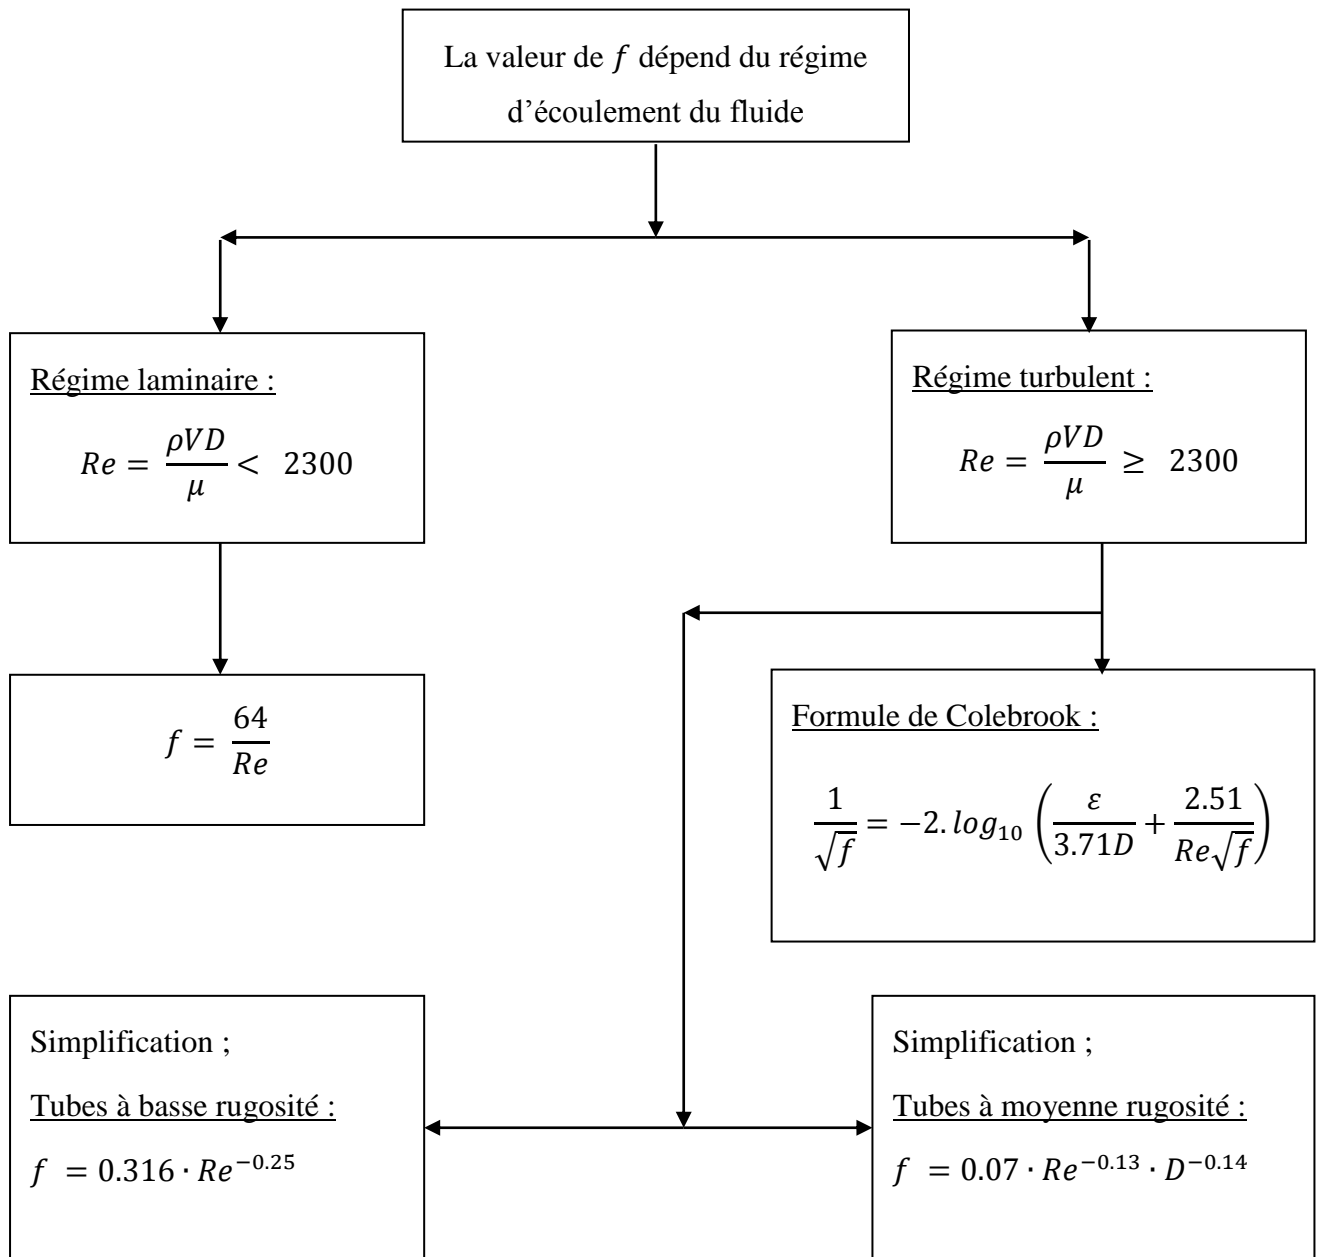 La valeur de f dépend du régime
d'écoulement du fluide
Régime laminaire :
Re = ρVD/μ < 2300
Régime turbulent :
Re = ρVD/μ ≥ 2300
f = 64/Re
Formule de Colebrook :
1/√f = −2. log₁₀ (ε/3.71D + 2.51/Re√f)
Simplification ;
Tubes à basse rugosité :
f = 0.316 · Re^−0.25
Simplification ;
Tubes à moyenne rugosité :
f = 0.07 · Re^−0.13 · D^−0.14